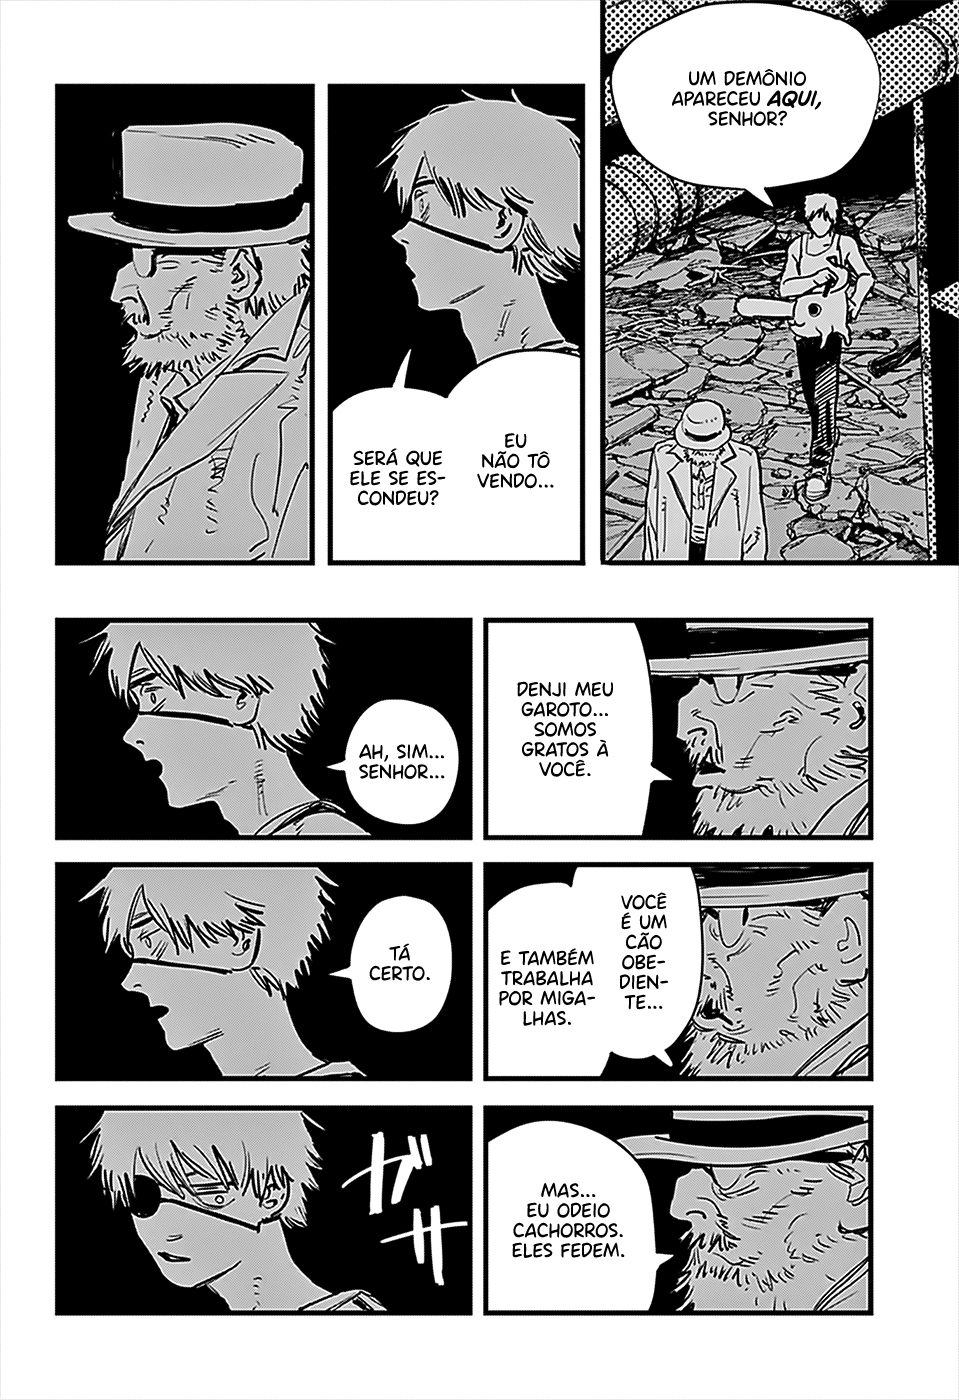 UM DEMÔNIO
APARECEU AQUI,
SENHOR?
EU
NÃO TÔ
VENDO...
SERÁ QUE
ELE SE ES-
CONDEU?
DENJI MEU
GAROTO...
SOMOS
GRATOS À
VOCÊ.
AH, SIM...
SENHOR...
VOCÊ
É UM
CÃO
OBE-
DIEN-
TE...
E TAMBÉM
TRABALHA
POR MIGA-
LHAS.
TÁ
CERTO.
MAS...
EU ODEIO
CACHORROS.
ELES FEDEM.
ザザ